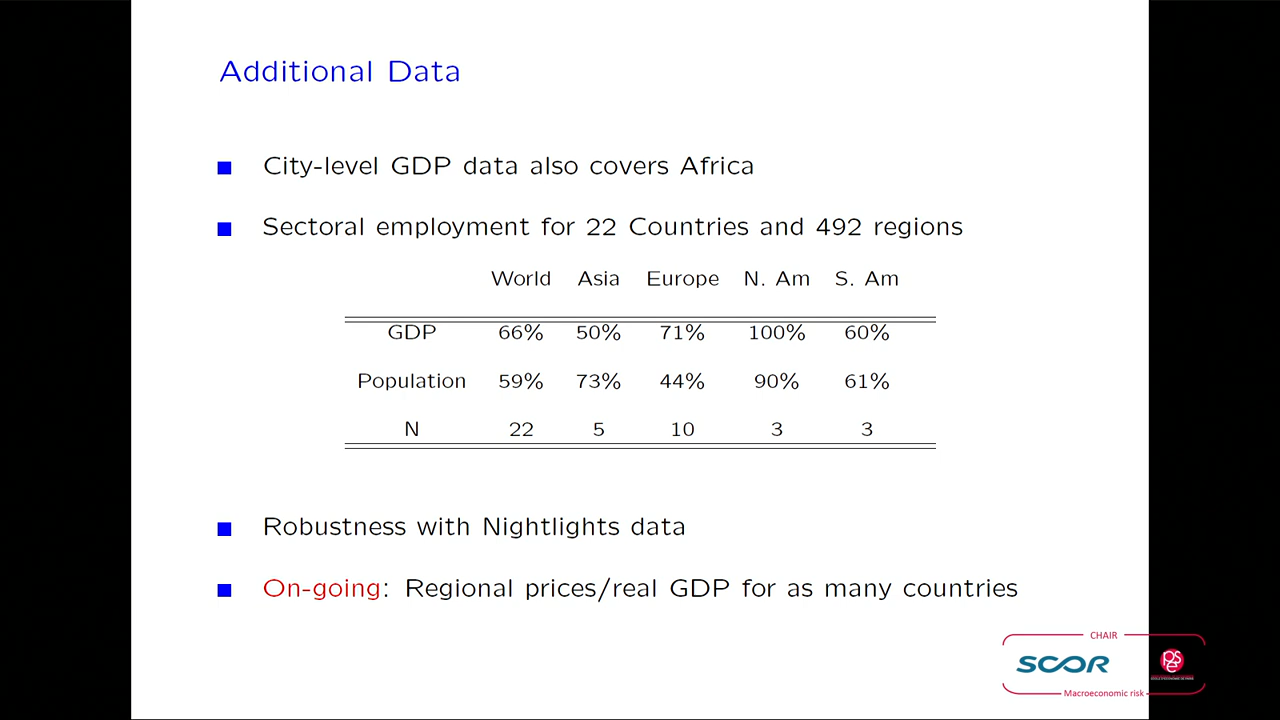 Additional Data
City-level GDP data also covers Africa
Sectoral employment for 22 Countries and 492 regions
World Asia Europe N. Am S. Am
GDP 66% 50% 71% 100% 60%
Population 59% 73% 44% 90% 61%
N 22 5 10 3 3
Robustness with Nightlights data
On-going: Regional prices/real GDP for as many countries
CHAIR
SCOR
pse
Macroeconomic risk